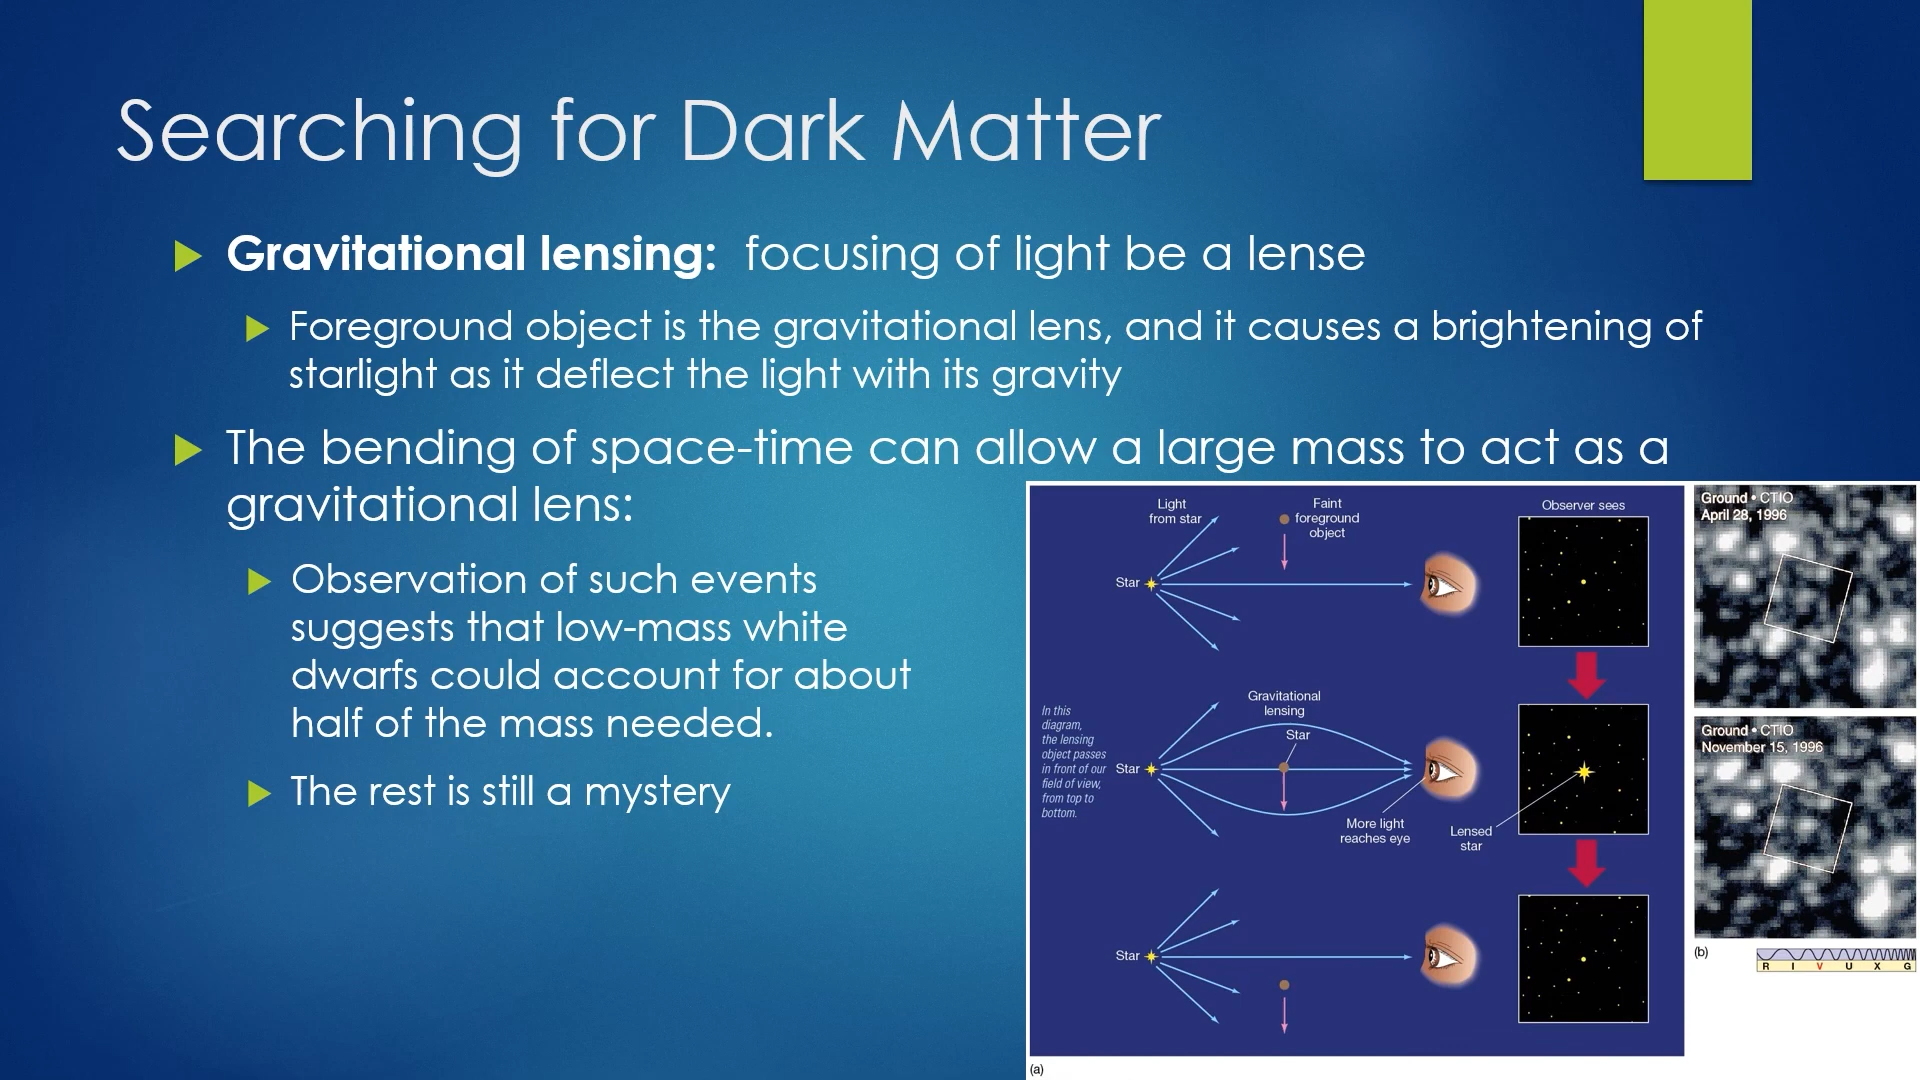 Searching for Dark Matter
Gravitational lensing:  focusing of light be a lense
Foreground object is the gravitational lens, and it causes a brightening of
starlight as it deflect the light with its gravity
The bending of space-time can allow a large mass to act as a
gravitational lens:
Observation of such events
suggests that low-mass white
dwarfs could account for about
half of the mass needed.
The rest is still a mystery
Light
from star
Faint
foreground
object
Observer sees
Star
In this
diagram,
the lensing
object passes
in front of our
field of view,
from top to
bottom.
Gravitational
lensing
Star
Star
More light
reaches eye
Lensed
star
Star
(a)
Ground • CTIO
April 28, 1996
Ground • CTIO
November 15, 1996
(b)
R I V U X G